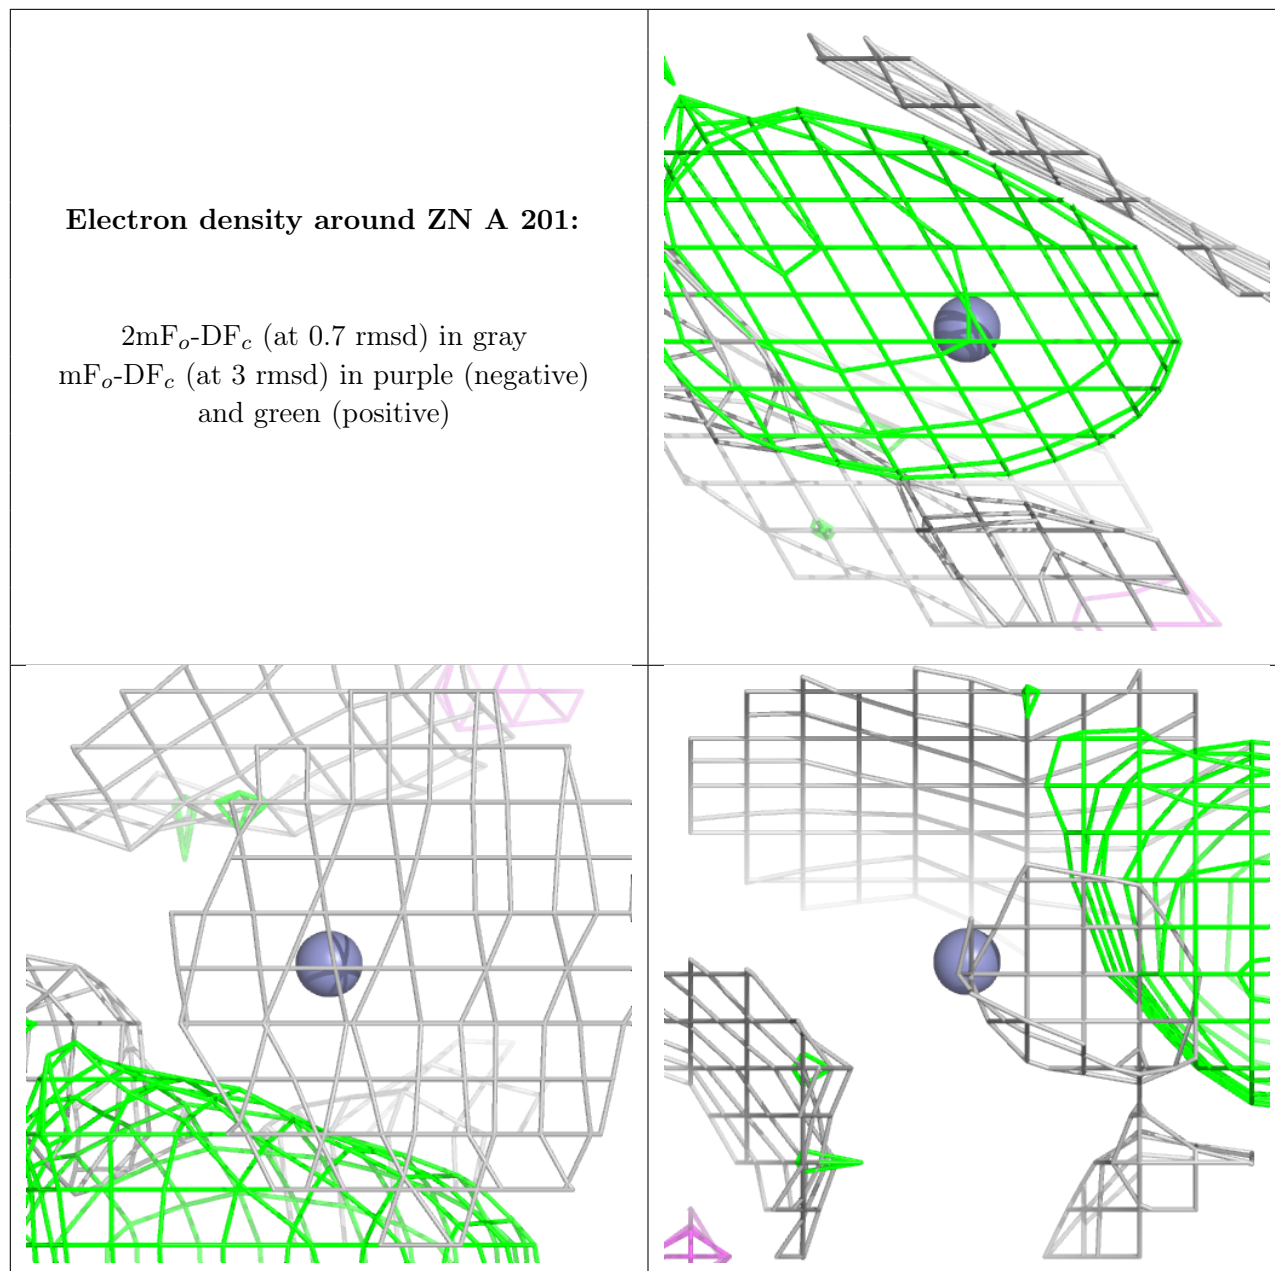 Electron density around ZN A 201:
2mFo-DFc (at 0.7 rmsd) in gray
mFo-DFc (at 3 rmsd) in purple (negative)
and green (positive)